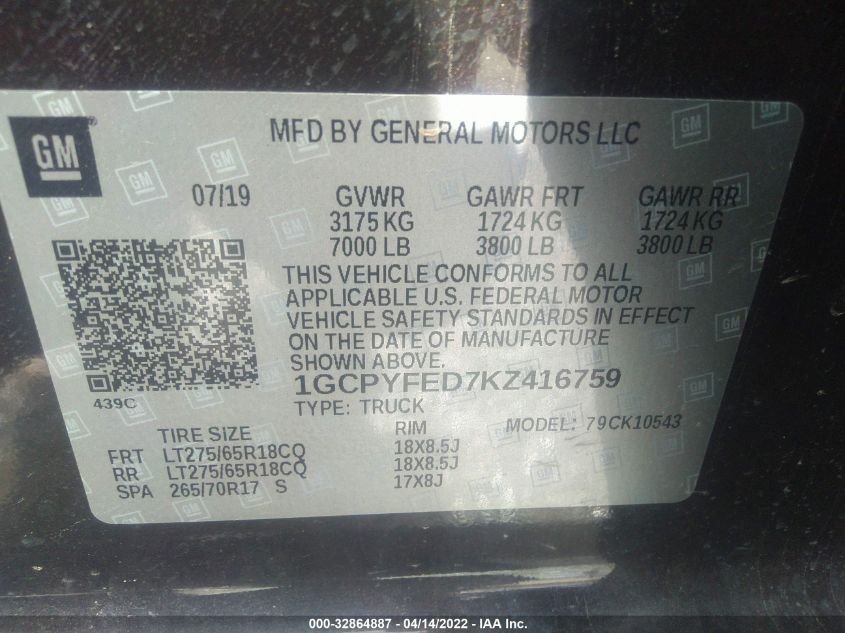 GM
MFD BY GENERAL MOTORS LLC
07/19 GVWR GAWR FRT GAWR RR
3175 KG 1724 KG 1724 KG
7000 LB 3800 LB 3800 LB
THIS VEHICLE CONFORMS TO ALL
APPLICABLE U.S. FEDERAL MOTOR
VEHICLE SAFETY STANDARDS IN EFFECT
ON THE DATE OF MANUFACTURE
SHOWN ABOVE.
1GCPYFED7KZ416759
439C
TYPE: TRUCK MODEL: 79CK10543
TIRE SIZE RIM
FRT LT275/65R18CQ 18X8.5J
RR LT275/65R18CQ 18X8.5J
SPA 265/70R17 S 17X8J
000-32864887 - 04/14/2022 - IAA Inc.